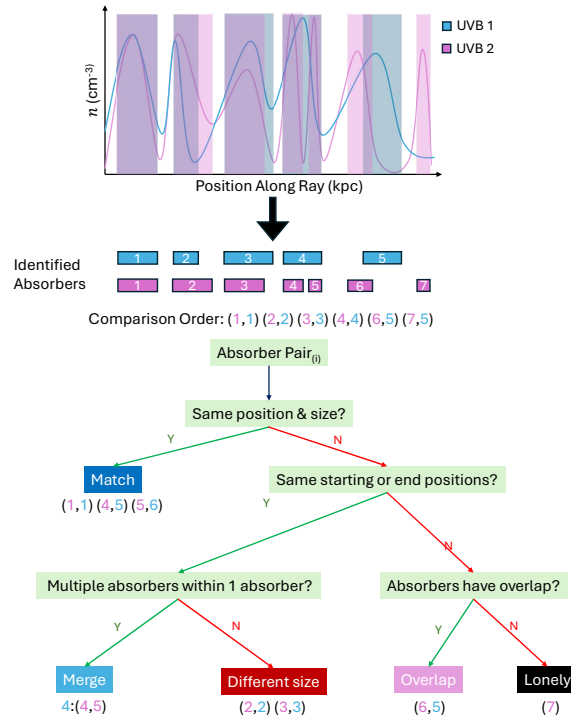 UVB 1
UVB 2
n (cm⁻³)
Position Along Ray (kpc)
Identified
Absorbers
1 2 3 4 5
1 2 3 4 5 6 7
Comparison Order: (1,1) (2,2) (3,3) (4,4) (6,5) (7,5)
Absorber Pair(i)
Same position & size?
Y N
Match
(1,1) (4,5) (5,6)
Same starting or end positions?
Y N
Multiple absorbers within 1 absorber?
Absorbers have overlap?
Y N
Y N
Merge
Different size
Overlap
Lonely
4:(4,5)
(2,2) (3,3)
(6,5)
(7)